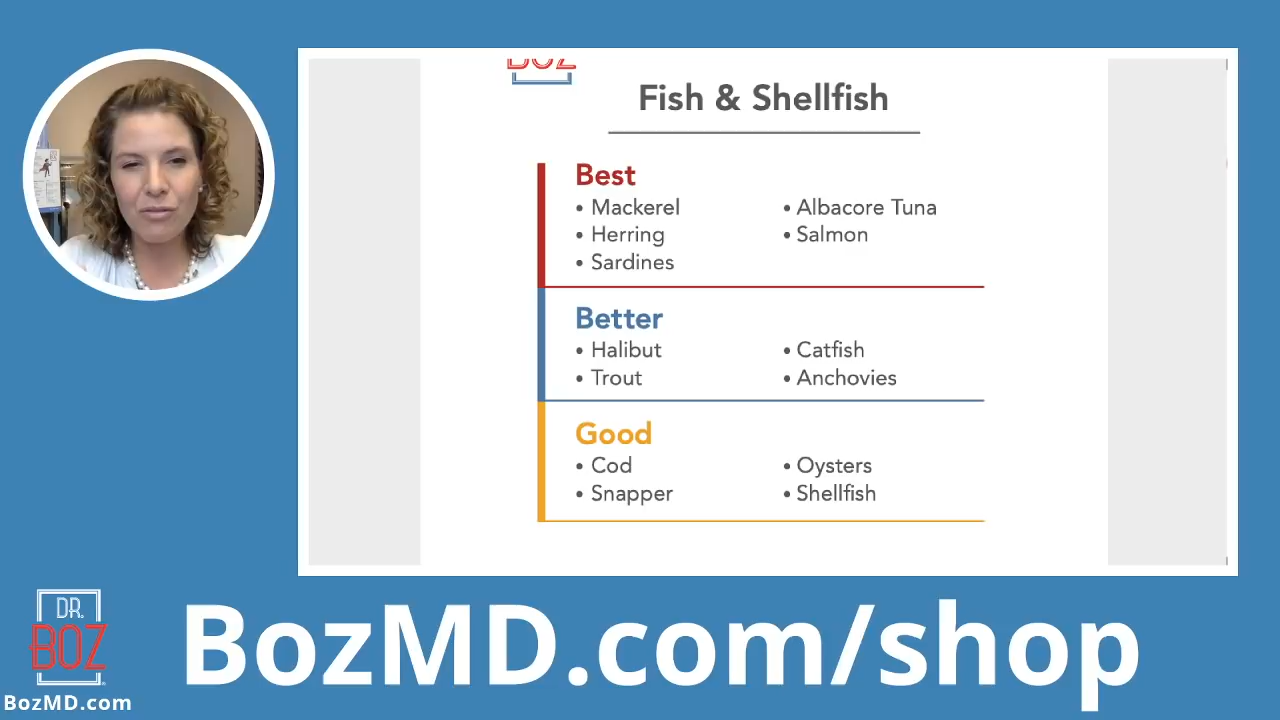 BOZ
Fish & Shellfish
Best
• Mackerel
• Herring
• Sardines
• Albacore Tuna
• Salmon
Better
• Halibut
• Trout
• Catfish
• Anchovies
Good
• Cod
• Snapper
• Oysters
• Shellfish
DR.
BOZ
BozMD.com
BozMD.com/shop